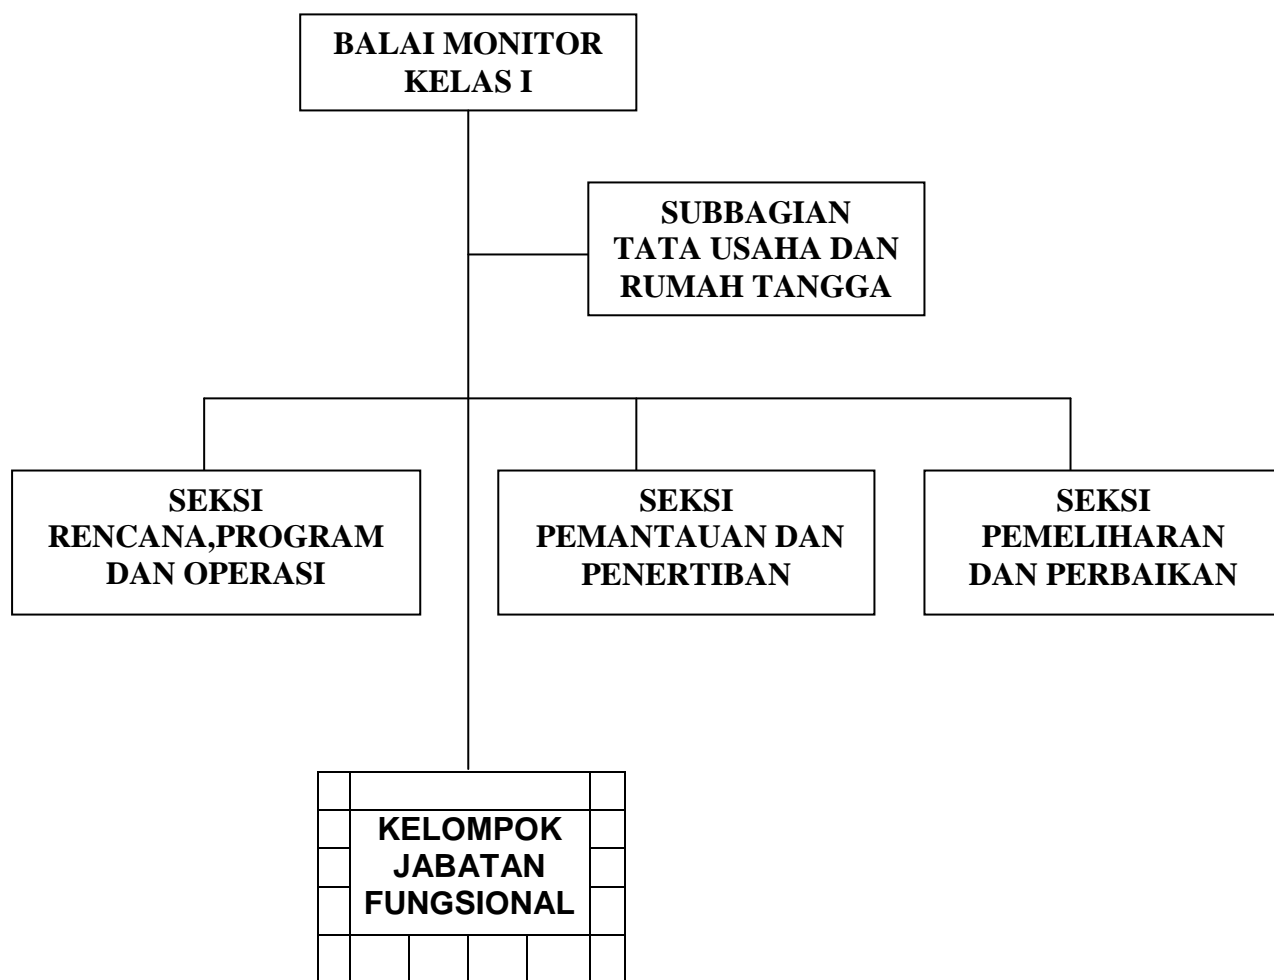 BALAI MONITOR
KELAS I
SUBBAGIAN
TATA USAHA DAN
RUMAH TANGGA
SEKSI
RENCANA,PROGRAM
DAN OPERASI
SEKSI
PEMANTAUAN DAN
PENERTIBAN
SEKSI
PEMELIHARAN
DAN PERBAIKAN
KELOMPOK
JABATAN
FUNGSIONAL